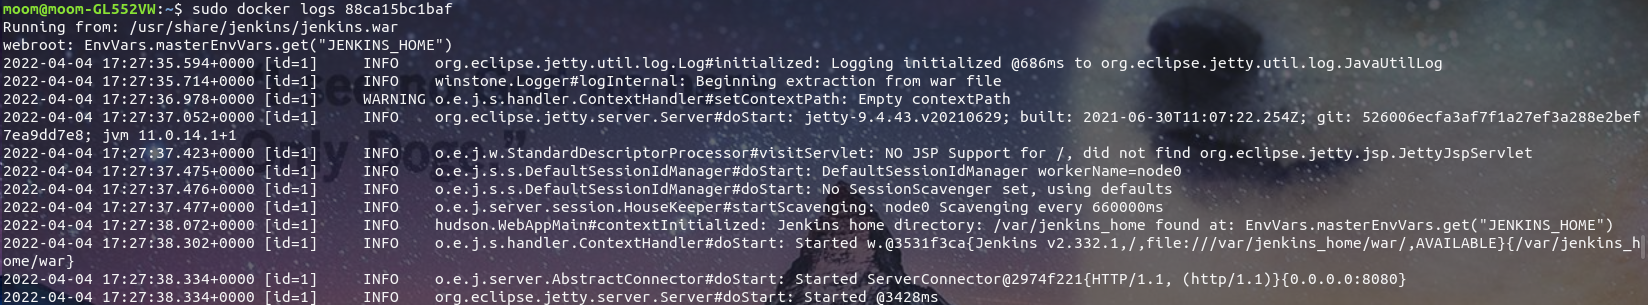 moom@moom-GL552VW:~$ sudo docker logs 88ca15bc1baf
Running from: /usr/share/jenkins/jenkins.war
webroot: EnvVars.masterEnvVars.get("JENKINS_HOME")
2022-04-04 17:27:35.594+0000 [id=1]     INFO    org.eclipse.jetty.util.log.Log#initialized: Logging initialized @686ms to org.eclipse.jetty.util.log.JavaUtilLog
2022-04-04 17:27:35.714+0000 [id=1]     INFO    winstone.Logger#logInternal: Beginning extraction from war file
2022-04-04 17:27:36.978+0000 [id=1]     WARNING o.e.j.s.handler.ContextHandler#setContextPath: Empty contextPath
2022-04-04 17:27:37.052+0000 [id=1]     INFO    org.eclipse.jetty.server.Server#doStart: jetty-9.4.43.v20210629; built: 2021-06-30T11:07:22.254Z; git: 526006ecfa3af7f1a27ef3a288e2bef
7ea9dd7e8; jvm 11.0.14.1+1
2022-04-04 17:27:37.423+0000 [id=1]     INFO    o.e.j.w.StandardDescriptorProcessor#visitServlet: NO JSP Support for /, did not find org.eclipse.jetty.jsp.JettyJspServlet
2022-04-04 17:27:37.475+0000 [id=1]     INFO    o.e.j.s.s.DefaultSessionIdManager#doStart: DefaultSessionIdManager workerName=node0
2022-04-04 17:27:37.476+0000 [id=1]     INFO    o.e.j.s.s.DefaultSessionIdManager#doStart: No SessionScavenger set, using defaults
2022-04-04 17:27:37.477+0000 [id=1]     INFO    o.e.j.server.session.HouseKeeper#startScavenging: node0 Scavenging every 660000ms
2022-04-04 17:27:38.072+0000 [id=1]     INFO    hudson.WebAppMain#contextInitialized: Jenkins home directory: /var/jenkins_home found at: EnvVars.masterEnvVars.get("JENKINS_HOME")
2022-04-04 17:27:38.302+0000 [id=1]     INFO    o.e.j.s.handler.ContextHandler#doStart: Started w.@3531f3ca{Jenkins v2.332.1,/,file:///var/jenkins_home/war/,AVAILABLE}{/var/jenkins_h
ome/war}
2022-04-04 17:27:38.334+0000 [id=1]     INFO    o.e.j.server.AbstractConnector#doStart: Started ServerConnector@2974f221{HTTP/1.1, (http/1.1)}{0.0.0.0:8080}
2022-04-04 17:27:38.334+0000 [id=1]     INFO    org.eclipse.jetty.server.Server#doStart: Started @3428ms